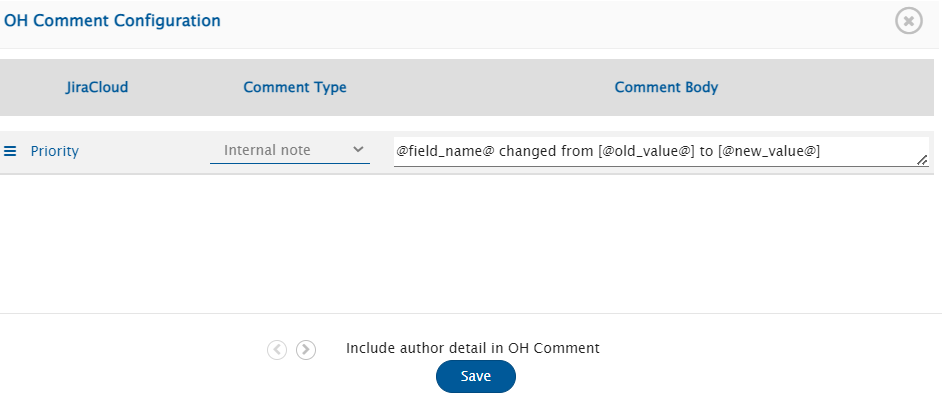 OH Comment Configuration
JiraCloud Comment Type Comment Body
Priority Internal note @field_name@ changed from [@old_value@] to [@new_value@]
Include author detail in OH Comment
Save